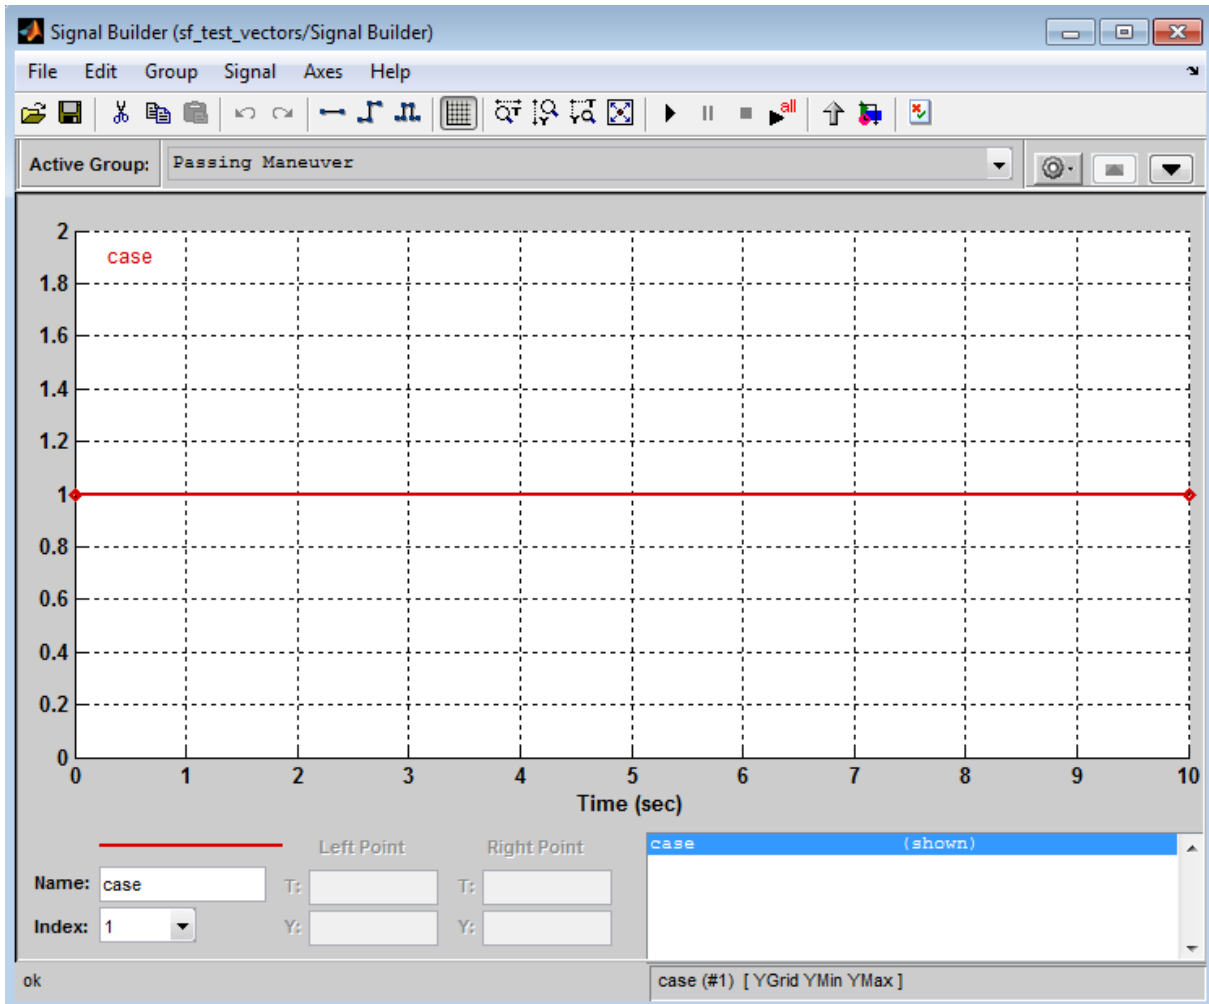 Signal Builder (sf_test_vectors/Signal Builder)
File Edit Group Signal Axes Help
all
Active Group: Passing Maneuver
case
2
1.8
1.6
1.4
1.2
1
0.8
0.6
0.4
0.2
0
0 1 2 3 4 5 6 7 8 9 10
Time (sec)
Left Point Right Point case (shown)
Name: case T: T:
Index: 1 Y: Y:
ok case (#1) [ YGrid YMin YMax ]